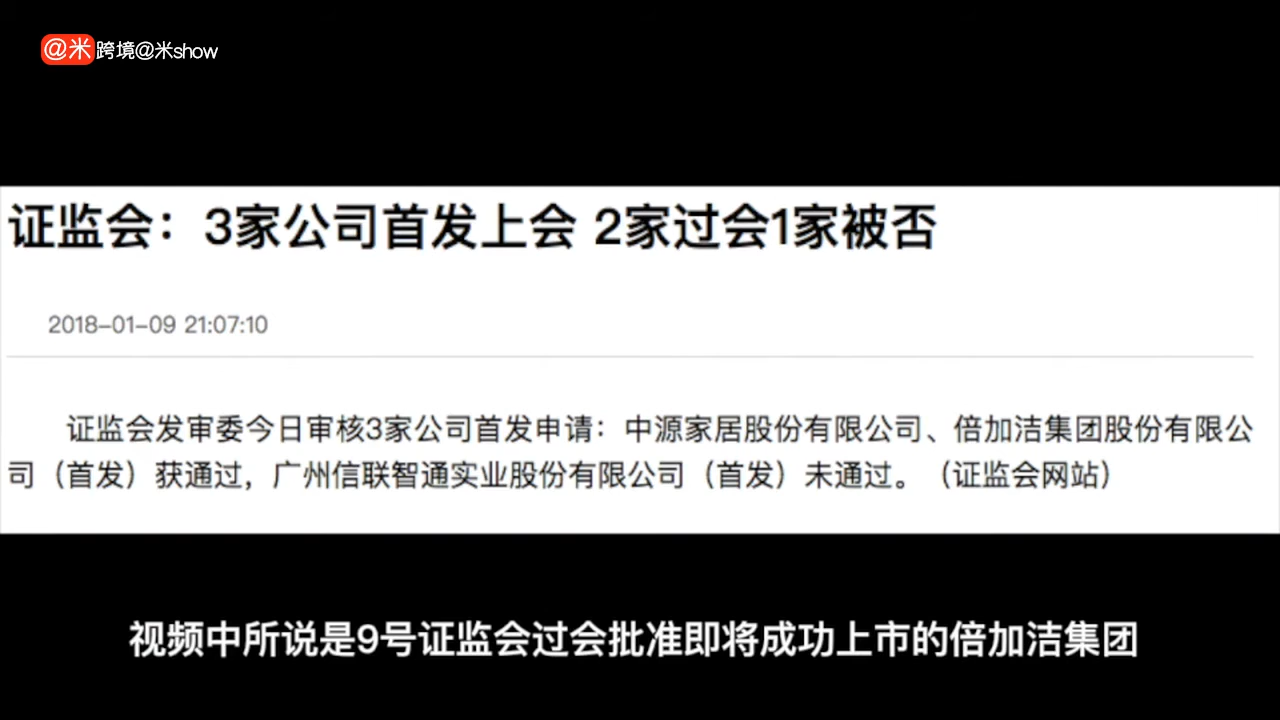 @米 跨境@米show
证监会：3家公司首发上会 2家过会1家被否
2018-01-09 21:07:10
证监会发审委今日审核3家公司首发申请：中源家居股份有限公司、倍加洁集团股份有限公
司（首发）获通过，广州信联智通实业股份有限公司（首发）未通过。（证监会网站）
视频中所说是9号证监会过会批准即将成功上市的倍加洁集团